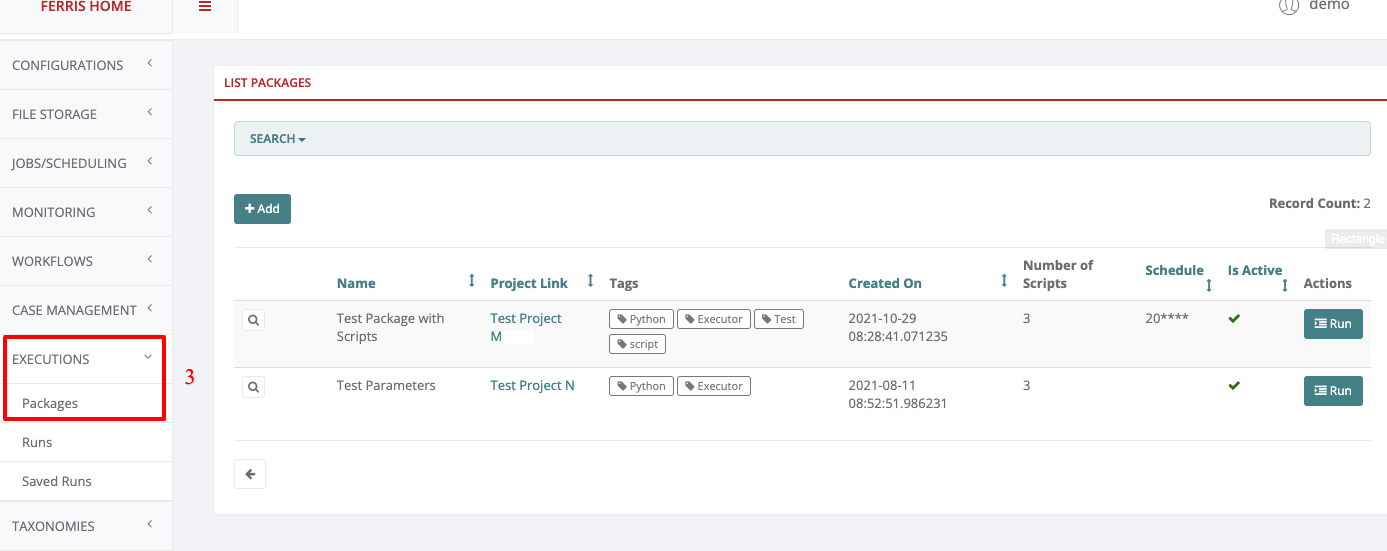 FERRIS HOME
demo
CONFIGURATIONS
FILE STORAGE
JOBS/SCHEDULING
MONITORING
WORKFLOWS
CASE MANAGEMENT
EXECUTIONS
Packages
3
Runs
Saved Runs
TAXONOMIES
LIST PACKAGES
SEARCH
+ Add
Record Count: 2
Rectangle
Name
Project Link
Tags
Created On
Number of
Scripts
Schedule
Is Active
Actions
Test Package with
Scripts
Test Project
M
Python
Executor
Test
script
2021-10-29
08:28:41.071235
3
20****
Run
Test Parameters
Test Project N
Python
Executor
2021-08-11
08:52:51.986231
3
Run